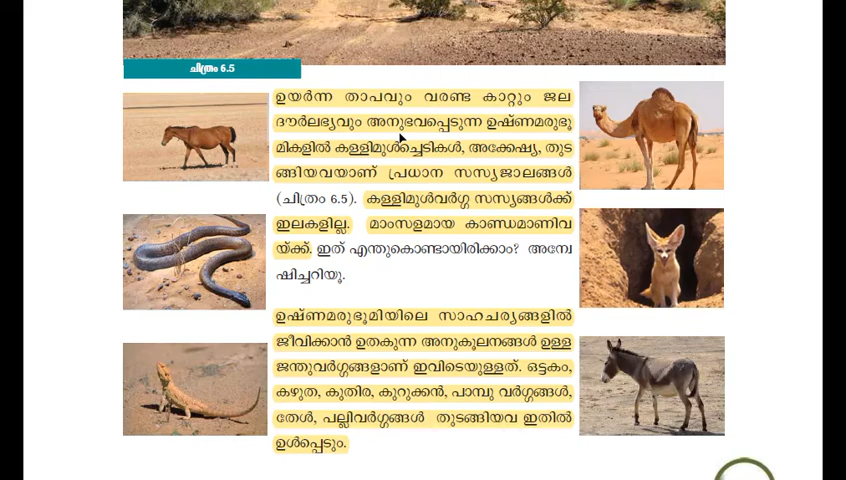 ചിത്രം 6.5
ഉയർന്ന താപവും വരണ്ട കാറ്റും ജല
ദൗർലഭ്യവും അനുഭവപ്പെടുന്ന ഉഷ്ണമരുഭൂ
മികളിൽ കള്ളിമുൾച്ചെടികൾ, അക്കേഷ്യ, തുട
ങ്ങിയവയാണ് പ്രധാന സസ്യജാലങ്ങൾ
(ചിത്രം 6.5). കള്ളിമുൾവർഗ്ഗ സസ്യങ്ങൾക്ക്
ഇലകളില്ല. മാംസളമായ കാണ്ഡമാണിവ
യ്ക്ക്. ഇത് എന്തുകൊണ്ടായിരിക്കാം? അന്വേ
ഷിച്ചറിയൂ.
ഉഷ്ണമരുഭൂമിയിലെ സാഹചര്യങ്ങളിൽ
ജീവിക്കാൻ ഉതകുന്ന അനുകൂലനങ്ങൾ ഉള്ള
ജന്തുവർഗ്ഗങ്ങളാണ് ഇവിടെയുള്ളത്. ഒട്ടകം,
കഴുത, കുതിര, കുറുക്കൻ, പാമ്പു വർഗ്ഗങ്ങൾ,
തേൾ, പല്ലിവർഗ്ഗങ്ങൾ തുടങ്ങിയവ ഇതിൽ
ഉൾപ്പെടും.